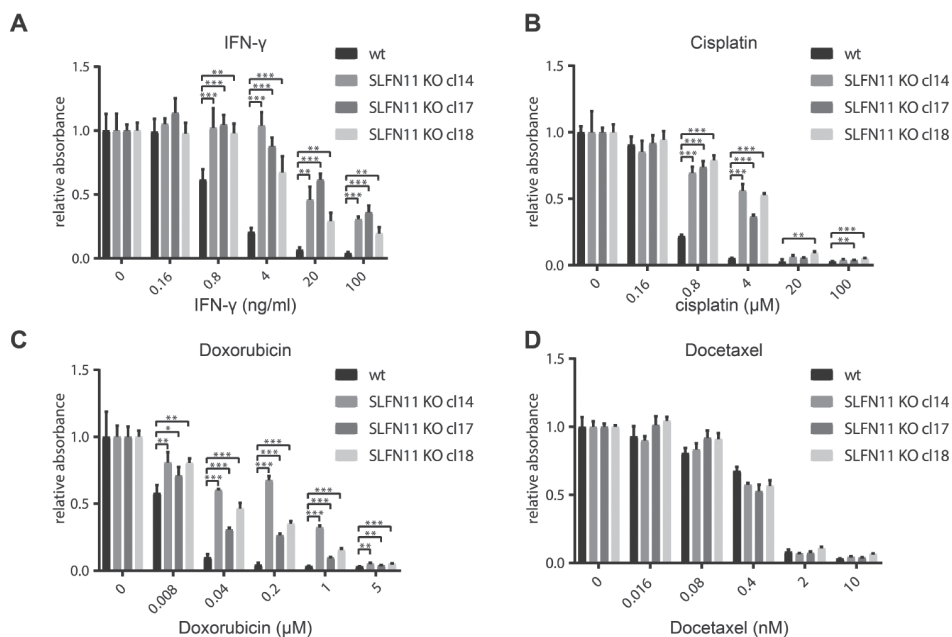 A
IFN-γ
wt
SLFN11 KO cl14
SLFN11 KO cl17
SLFN11 KO cl18
relative absorbance
1.5
1.0
0.5
0.0
** *** ***
*** *** ***
** *** **
** *** ***
0 0.16 0.8 4 20 100
IFN-γ (ng/ml)
B
Cisplatin
wt
SLFN11 KO cl14
SLFN11 KO cl17
SLFN11 KO cl18
relative absorbance
1.5
1.0
0.5
0.0
*** *** ***
*** *** ***
**
*** **
0 0.16 0.8 4 20 100
cisplatin (μM)
C
Doxorubicin
wt
SLFN11 KO cl14
SLFN11 KO cl17
SLFN11 KO cl18
relative absorbance
1.5
1.0
0.5
0.0
** * **
*** *** ***
*** *** ***
*** *** ***
*** ** **
0 0.008 0.04 0.2 1 5
Doxorubicin (μM)
D
Docetaxel
wt
SLFN11 KO cl14
SLFN11 KO cl17
SLFN11 KO cl18
relative absorbance
1.5
1.0
0.5
0.0
0 0.016 0.08 0.4 2 10
Docetaxel (nM)